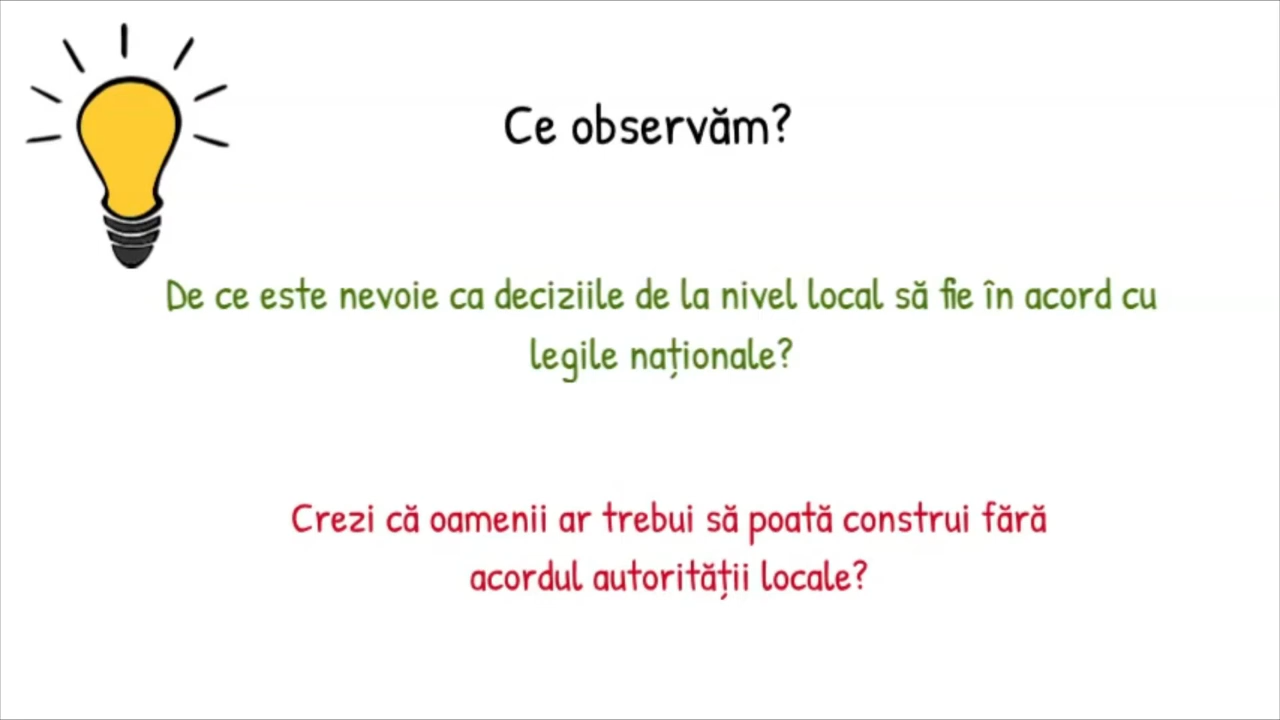 Ce observăm?
De ce este nevoie ca deciziile de la nivel local să fie în acord cu
legile naționale?
Crezi că oamenii ar trebui să poată construi fără
acordul autorității locale?